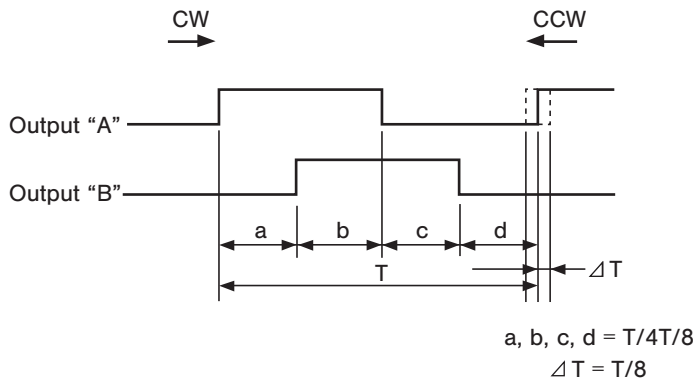 CW
CCW
Output “A”
Output “B”
a b c d
T
⊿T
a, b, c, d = T/4T/8
⊿T = T/8